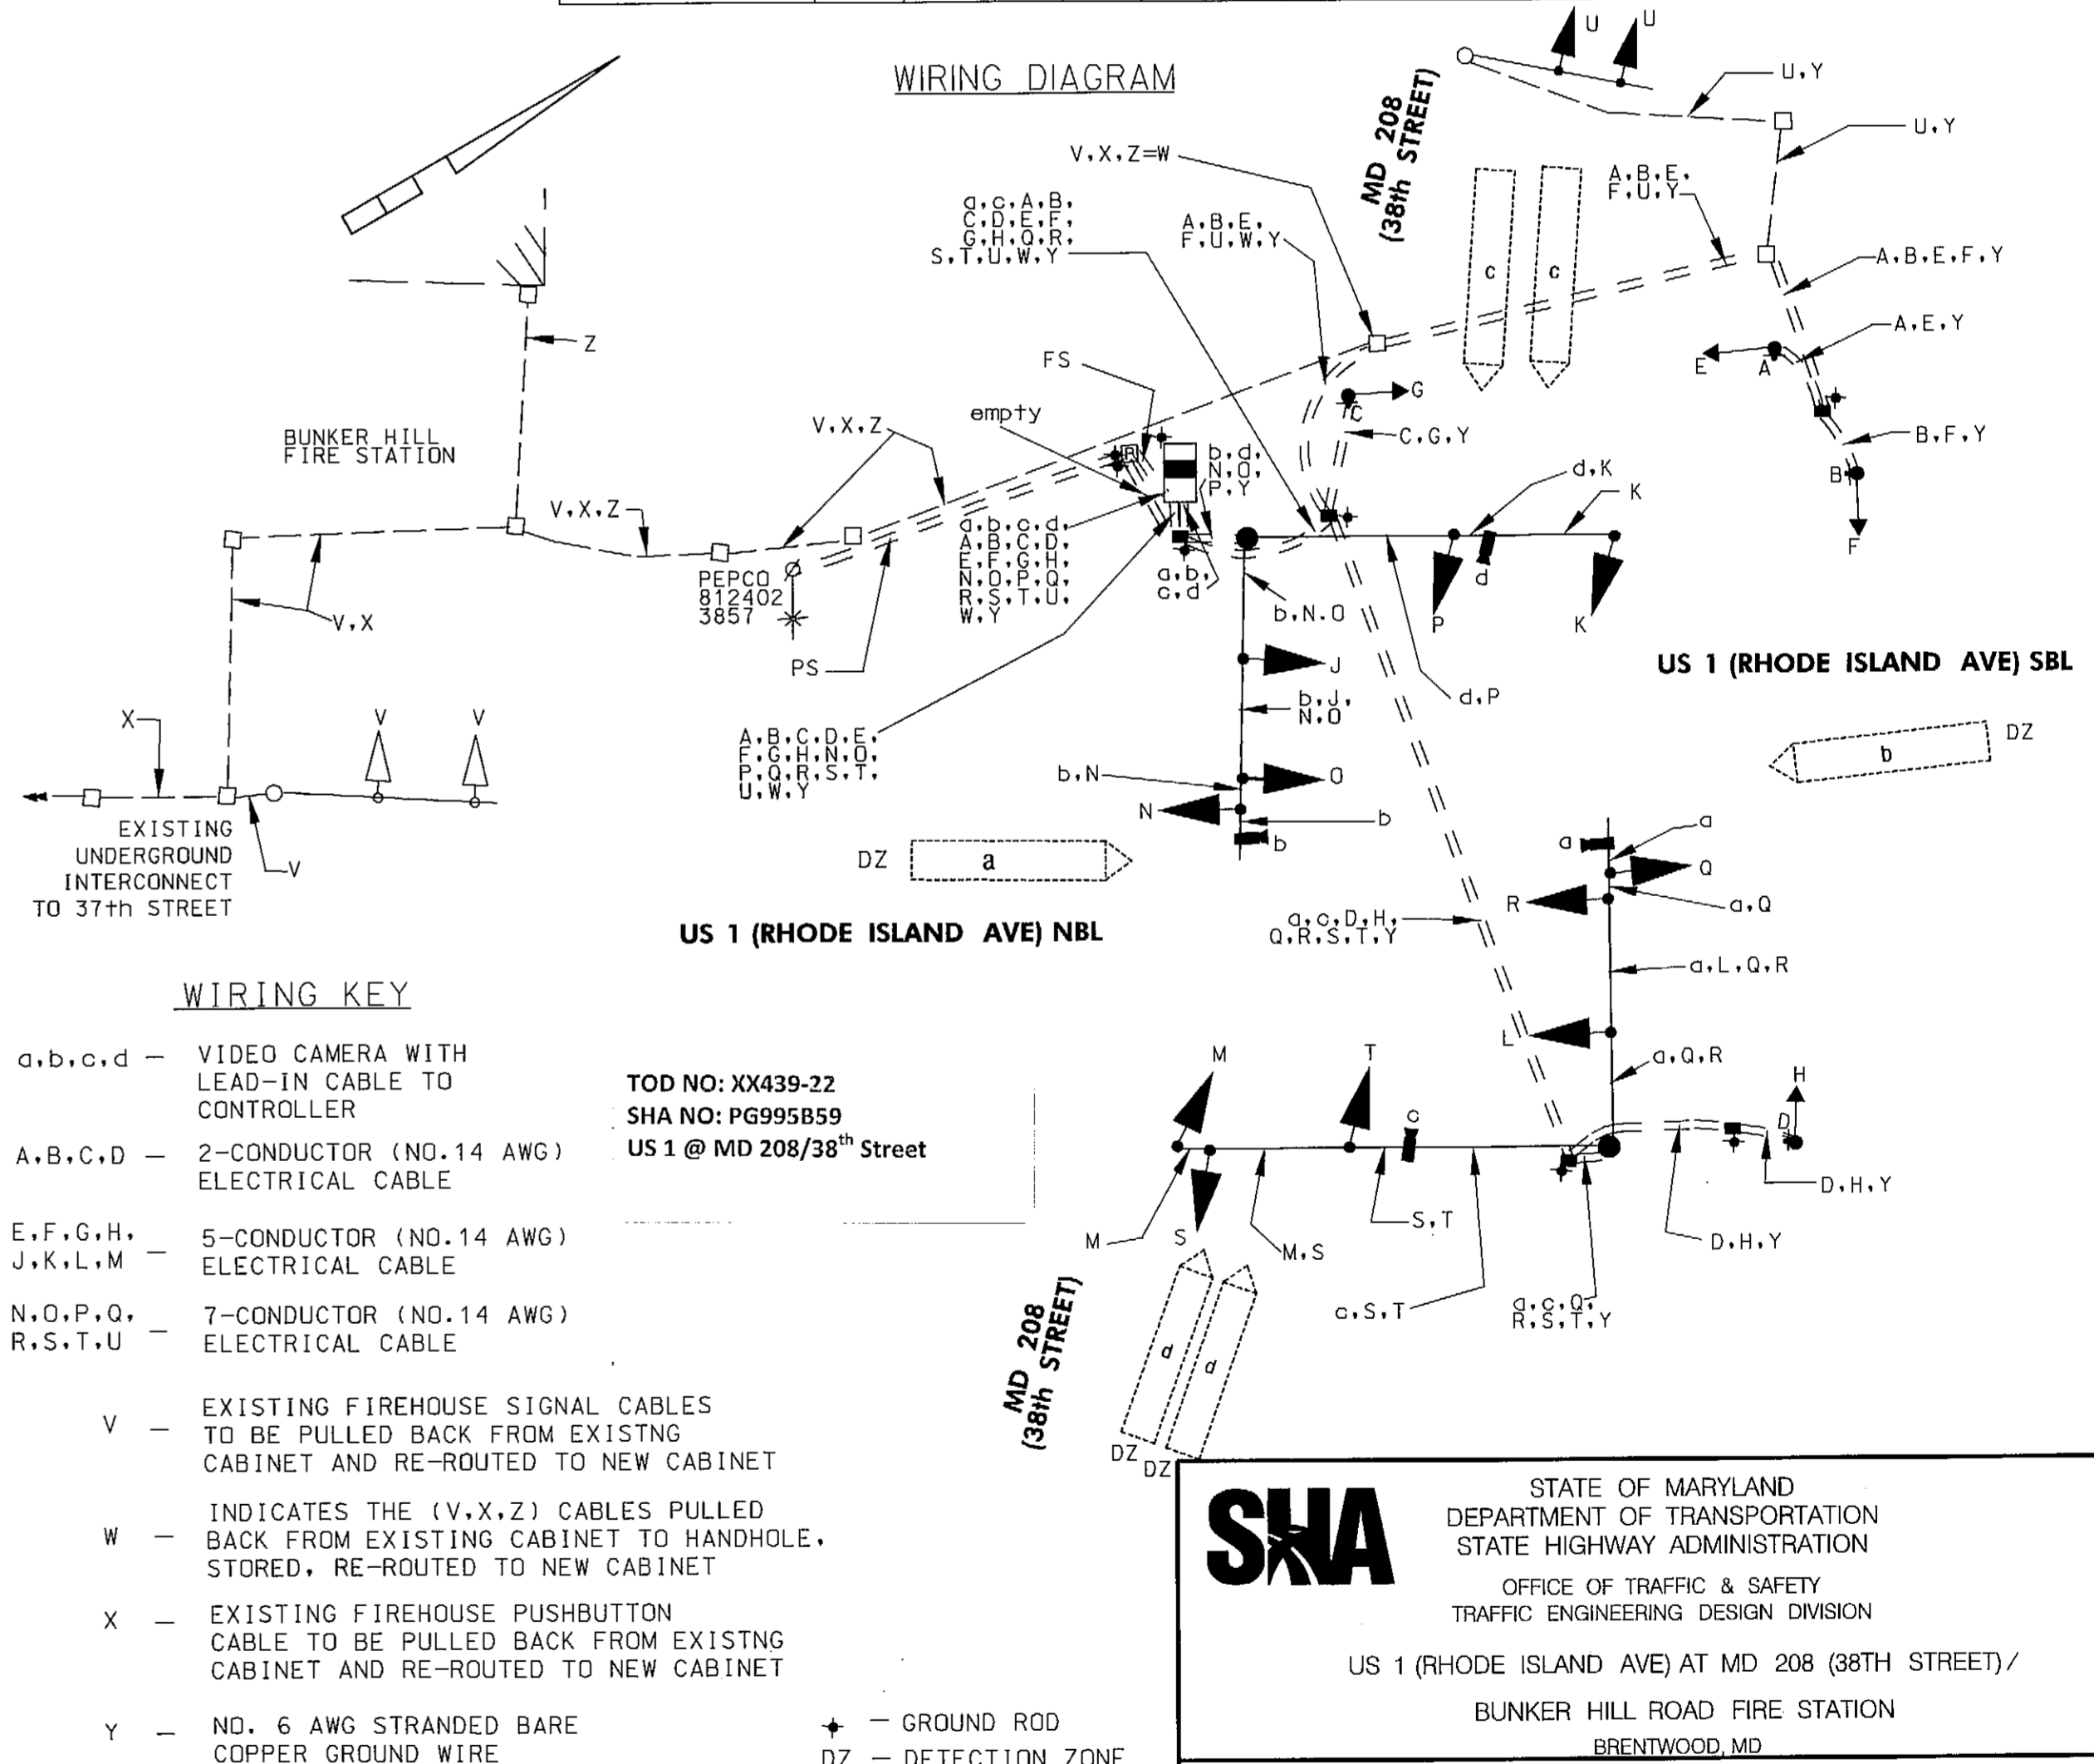 WIRING DIAGRAM
U
U
U,Y
U,Y
MD 208
(38th STREET)
V,X,Z=W
a,c,A,B,
C,D,E,F,
G,H,Q,R,
S,T,U,W,Y
A,B,E,
F,U,W,Y
A,B,E,
F,U,Y
c
c
A,B,E,F,Y
A,E,Y
E
A
B,F,Y
B
F
Z
FS
G
C
C,G,Y
empty
V,X,Z
BUNKER HILL
FIRE STATION
R
b,d,
N,O,
P,Y
d,K
K
V,X,Z
a,b,c,d,
A,B,C,D,
E,F,G,H,
N,O,P,Q,
R,S,T,U,
W,Y
a,b,
c,d
d
PEPCO
812402
3857
b,N.O
P
K
V,X
PS
J
US 1 (RHODE ISLAND AVE) SBL
d,P
b,J,
N,O
X
V
V
A,B,C,D,E,
F,G,H,N,O,
P,Q,R,S,T,
U,W,Y
b,N
O
N
b
b
DZ
b
EXISTING
UNDERGROUND
INTERCONNECT
TO 37th STREET
V
DZ
a
US 1 (RHODE ISLAND AVE) NBL
a
a
Q
R
a,Q
a,c,D,H,
Q,R,S,T,Y
a,L,Q,R
L
a,Q,R
WIRING KEY
a,b,c,d — VIDEO CAMERA WITH
LEAD-IN CABLE TO
CONTROLLER
A,B,C,D — 2-CONDUCTOR (NO.14 AWG)
ELECTRICAL CABLE
E,F,G,H,
J,K,L,M — 5-CONDUCTOR (NO.14 AWG)
ELECTRICAL CABLE
N,O,P,Q,
R,S,T,U — 7-CONDUCTOR (NO.14 AWG)
ELECTRICAL CABLE
V — EXISTING FIREHOUSE SIGNAL CABLES
TO BE PULLED BACK FROM EXISTNG
CABINET AND RE-ROUTED TO NEW CABINET
W — INDICATES THE (V,X,Z) CABLES PULLED
BACK FROM EXISTING CABINET TO HANDHOLE,
STORED, RE-ROUTED TO NEW CABINET
X — EXISTING FIREHOUSE PUSHBUTTON
CABLE TO BE PULLED BACK FROM EXISTNG
CABINET AND RE-ROUTED TO NEW CABINET
Y — NO. 6 AWG STRANDED BARE
COPPER GROUND WIRE
— GROUND ROD
DZ — DETECTION ZONE
TOD NO: XX439-22
SHA NO: PG995B59
US 1 @ MD 208/38th Street
M
T
c
H
D
S
M
M,S
S,T
c,S,T
a,c,Q,
R,S,T,Y
D,H,Y
D,H,Y
MD 208
(38th STREET)
d
d
DZ
DZ
SHA
STATE OF MARYLAND
DEPARTMENT OF TRANSPORTATION
STATE HIGHWAY ADMINISTRATION
OFFICE OF TRAFFIC & SAFETY
TRAFFIC ENGINEERING DESIGN DIVISION
US 1 (RHODE ISLAND AVE) AT MD 208 (38TH STREET)/
BUNKER HILL ROAD FIRE STATION
BRENTWOOD, MD